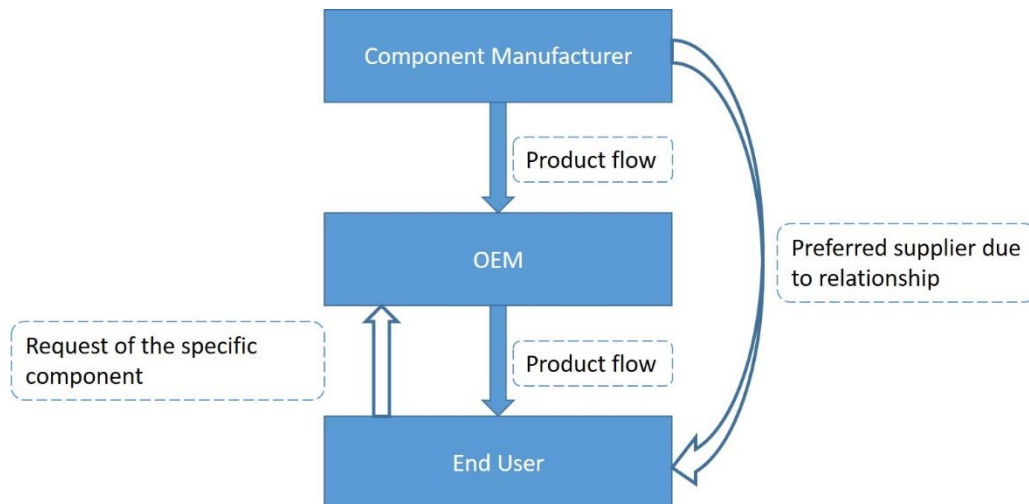 Component Manufacturer
Product flow
OEM
Preferred supplier due
to relationship
Request of the specific
component
Product flow
End User